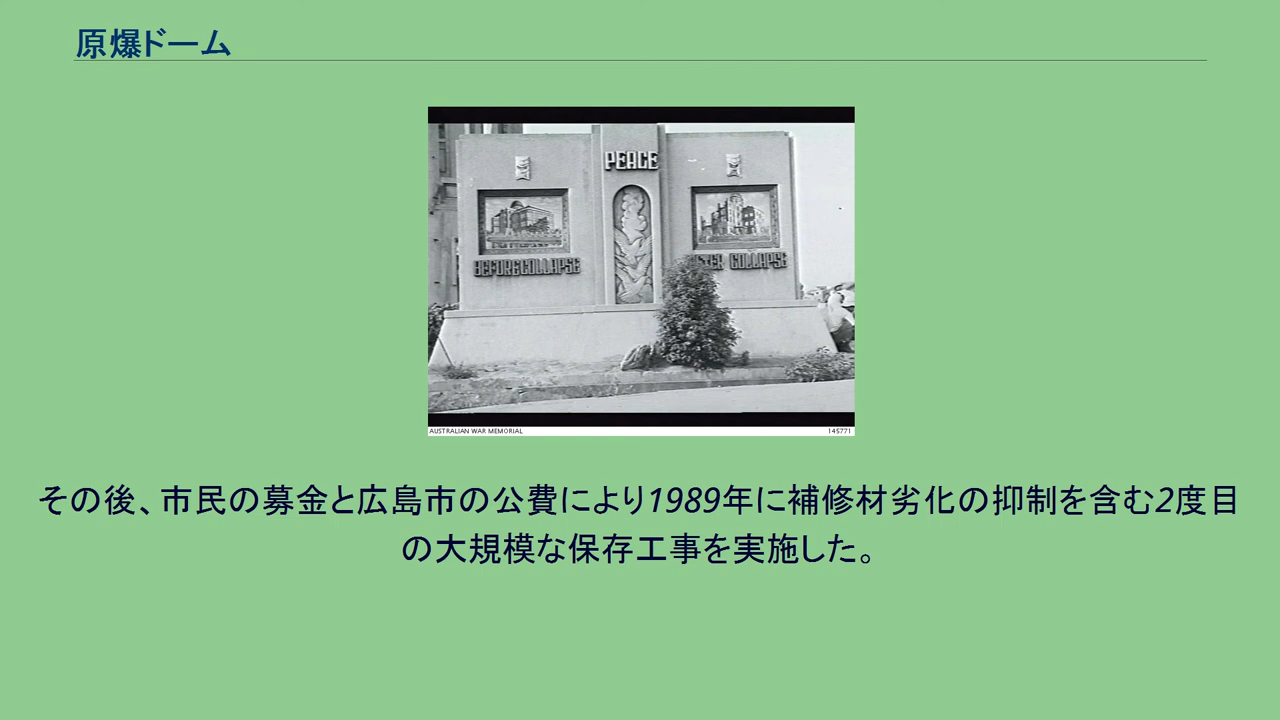 原爆ドーム
PEACE
BEFORE COLLAPSE
AFTER COLLAPSE
AUSTRALIAN WAR MEMORIAL 145771
その後、市民の募金と広島市の公費により1989年に補修材劣化の抑制を含む2度目
の大規模な保存工事を実施した。